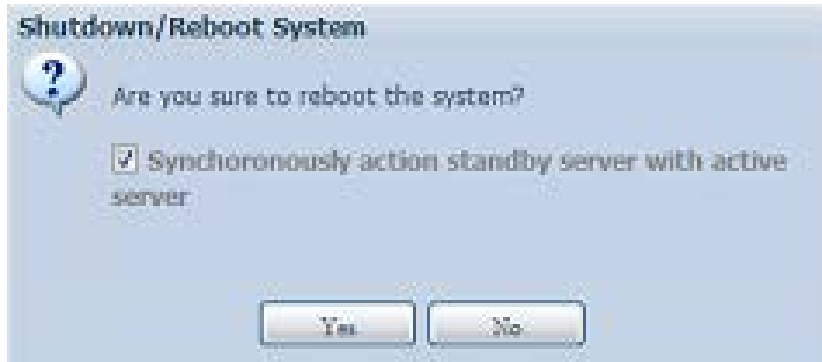 Shutdown/Reboot System
Are you sure to reboot the system?
Synchoronously action standby server with active
server
Yes
No